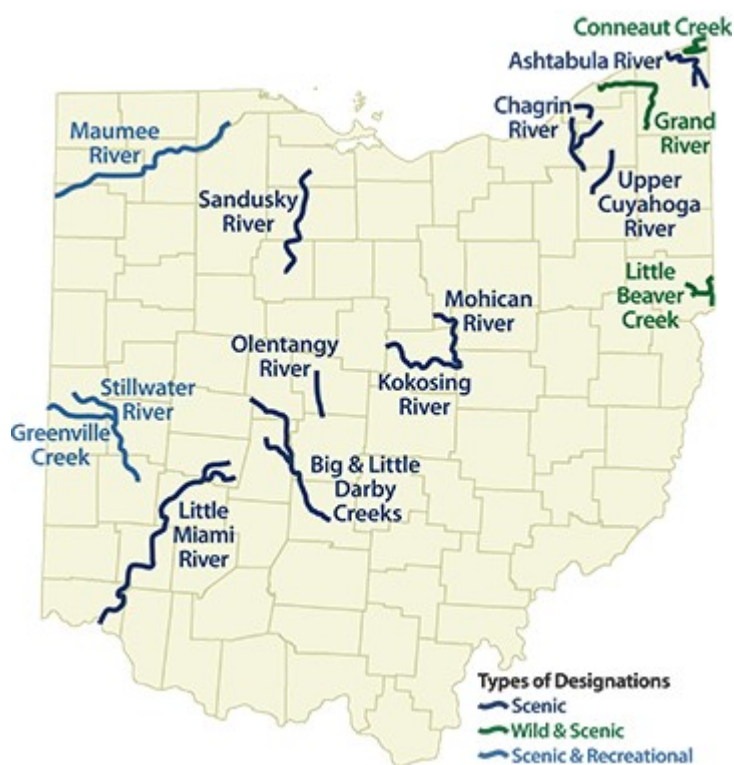 Conneaut Creek
Ashtabula River
Chagrin
River
Grand
River
Maumee
River
Upper
Cuyahoga
River
Sandusky
River
Little
Beaver
Creek
Mohican
River
Olentangy
River
Kokosing
River
Stillwater
River
Greenville
Creek
Big & Little
Darby
Creeks
Little
Miami
River
Types of Designations
Scenic
Wild & Scenic
Scenic & Recreational